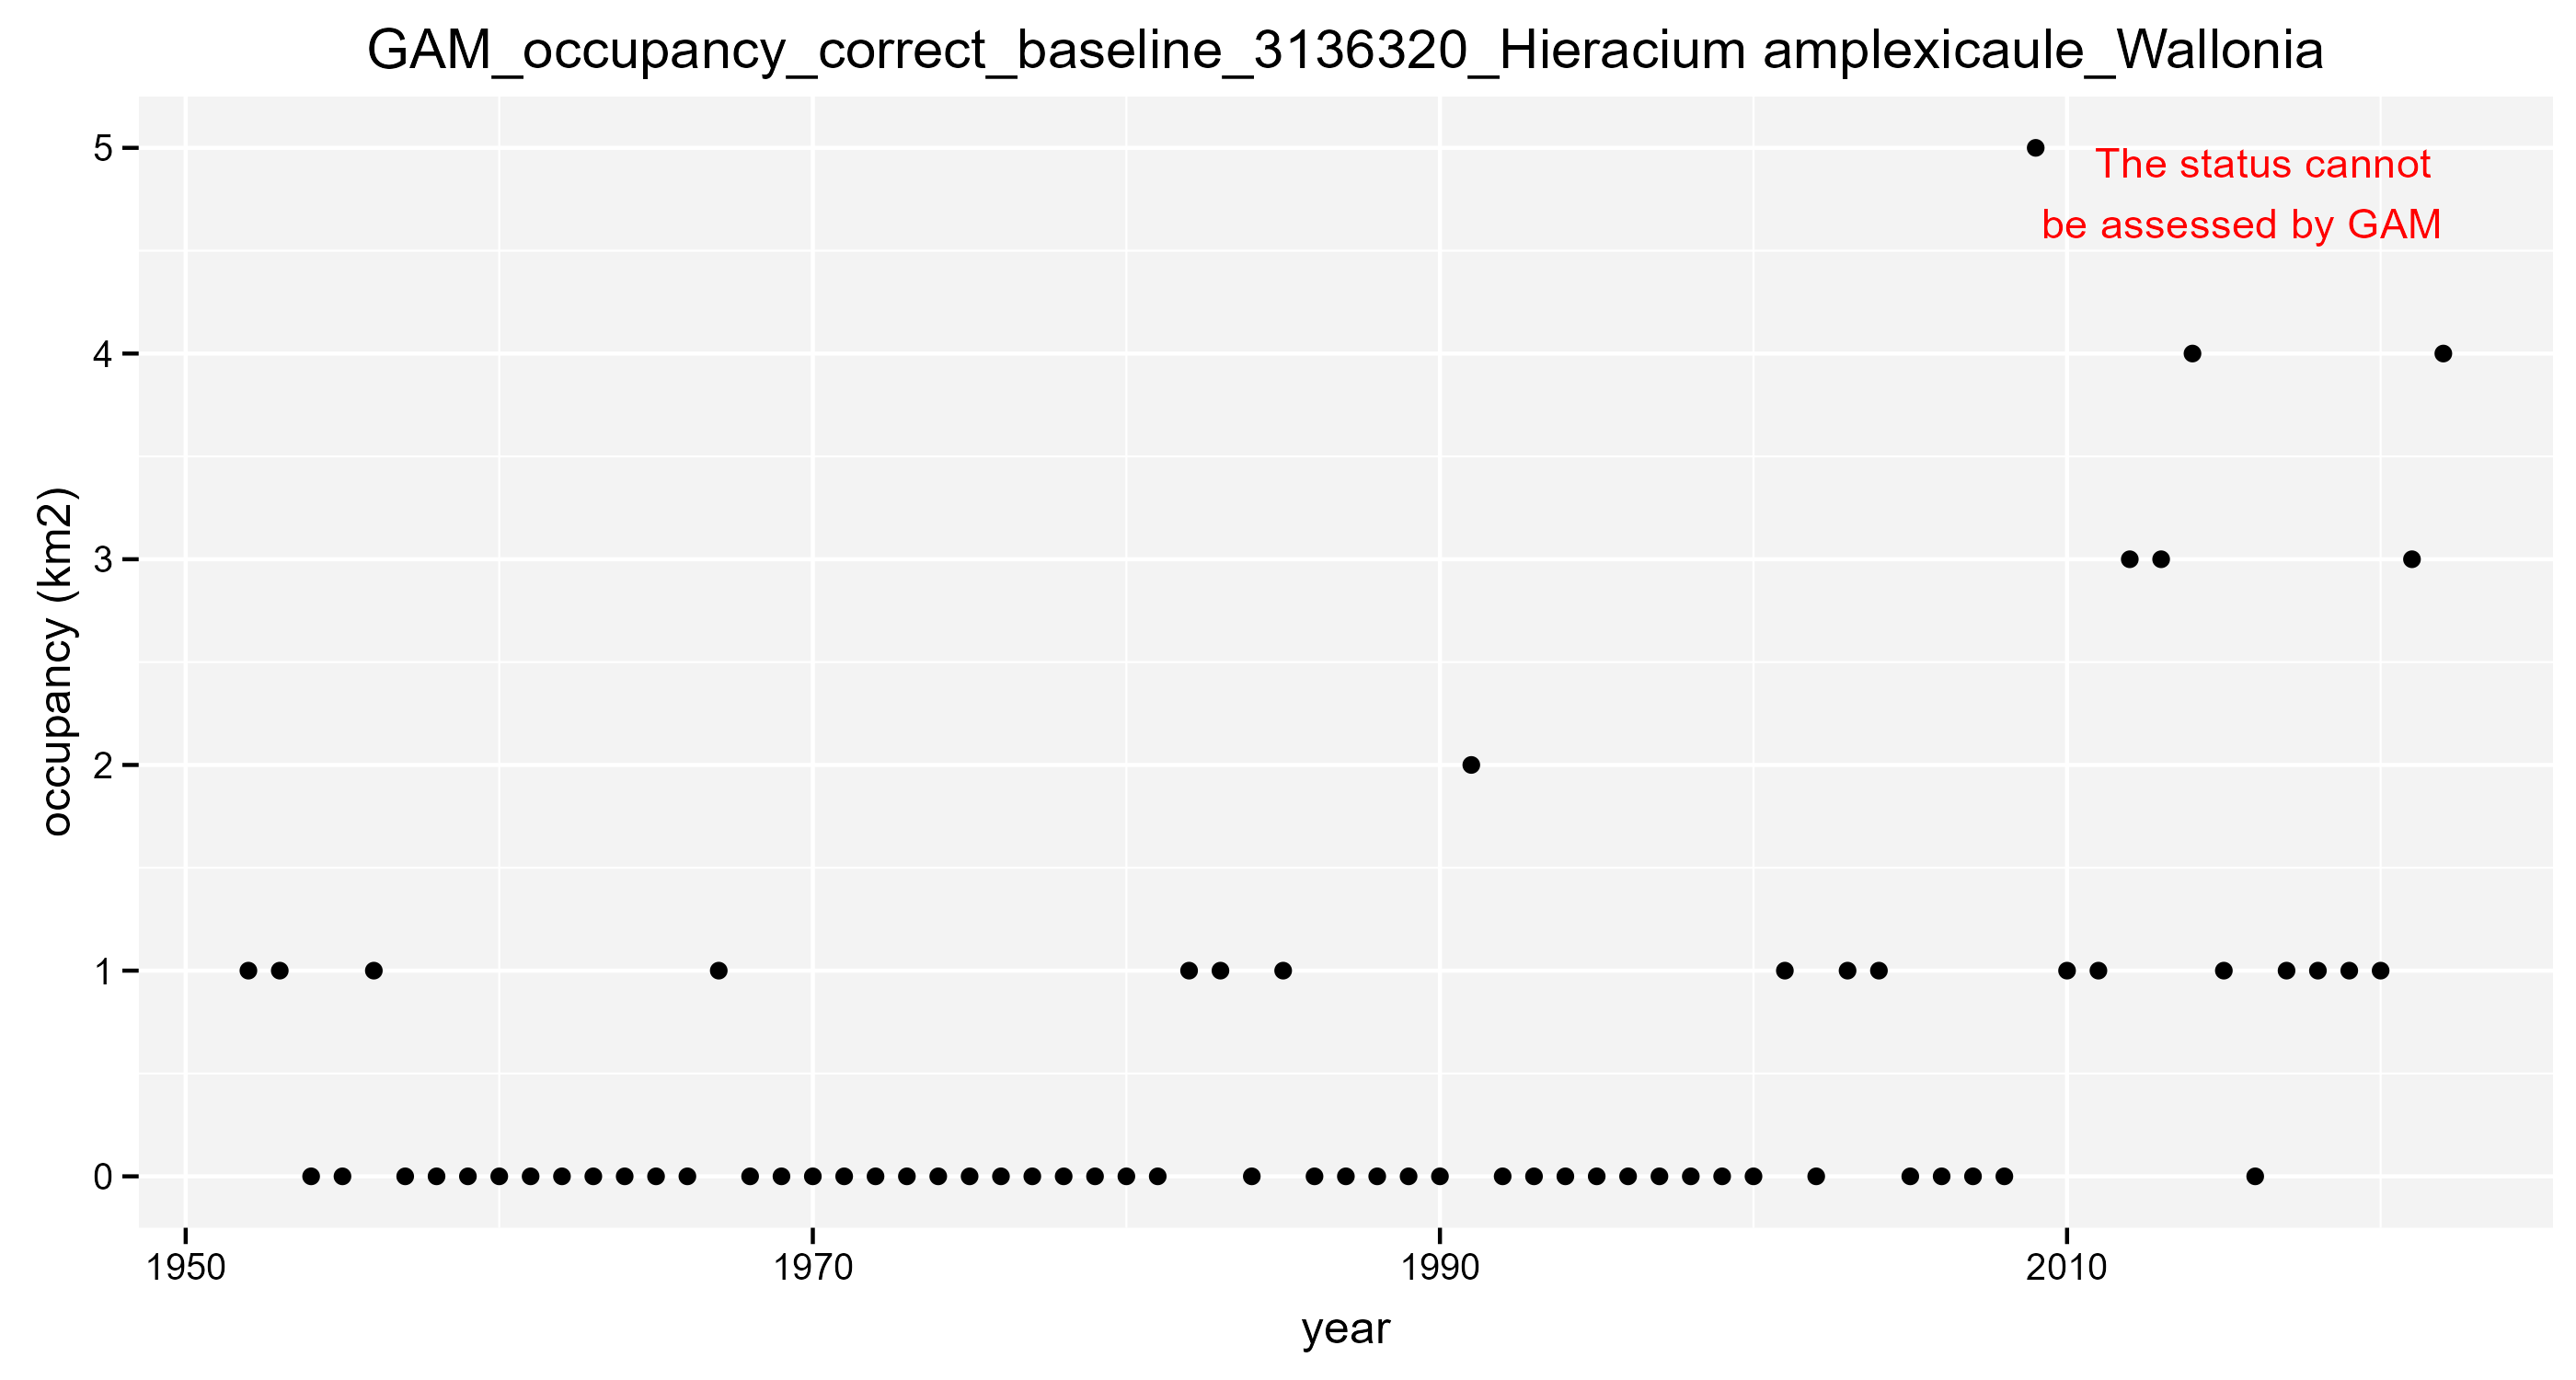 GAM_occupancy_correct_baseline_3136320_Hieracium amplexicaule_Wallonia
The status cannot
be assessed by GAM
occupancy (km2)
5
4
3
2
1
0
1950
1970
1990
2010
year